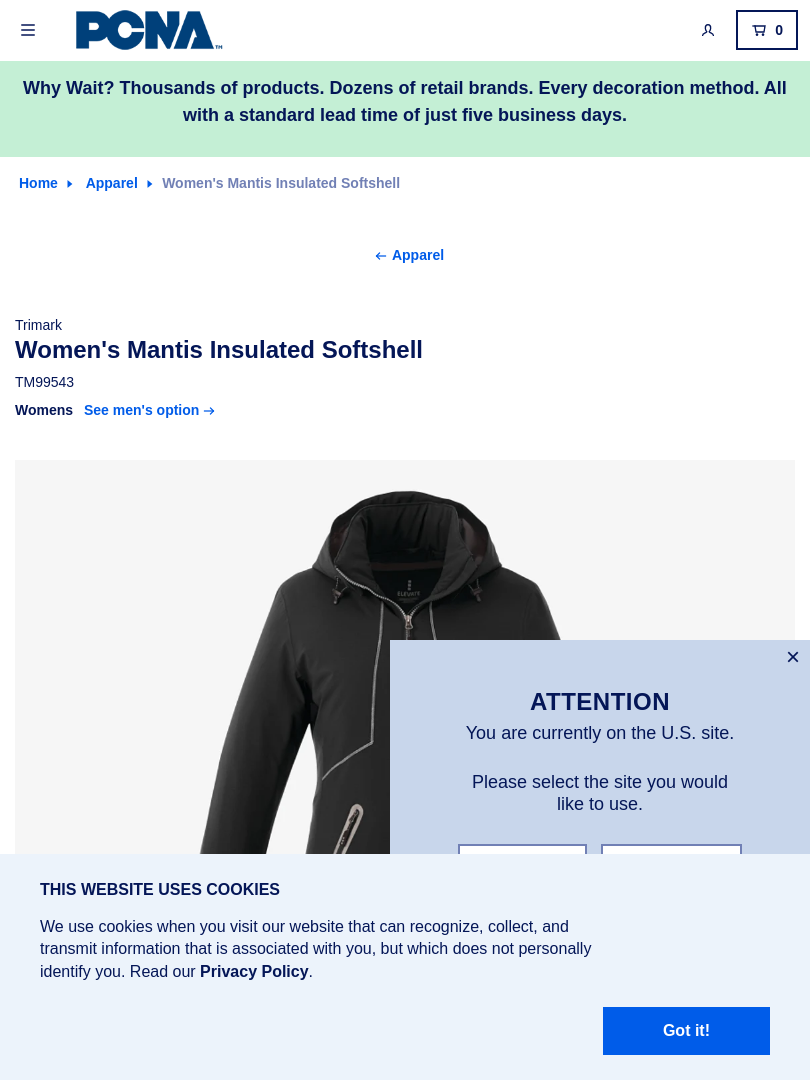 PCNA™
0
Why Wait? Thousands of products. Dozens of retail brands. Every decoration method. All
with a standard lead time of just five business days.
Home Apparel Women's Mantis Insulated Softshell
Apparel
Trimark
Women's Mantis Insulated Softshell
TM99543
Womens See men's option
ELEVATE
ATTENTION
You are currently on the U.S. site.
Please select the site you would
like to use.
THIS WEBSITE USES COOKIES
We use cookies when you visit our website that can recognize, collect, and
transmit information that is associated with you, but which does not personally
identify you. Read our Privacy Policy.
Got it!